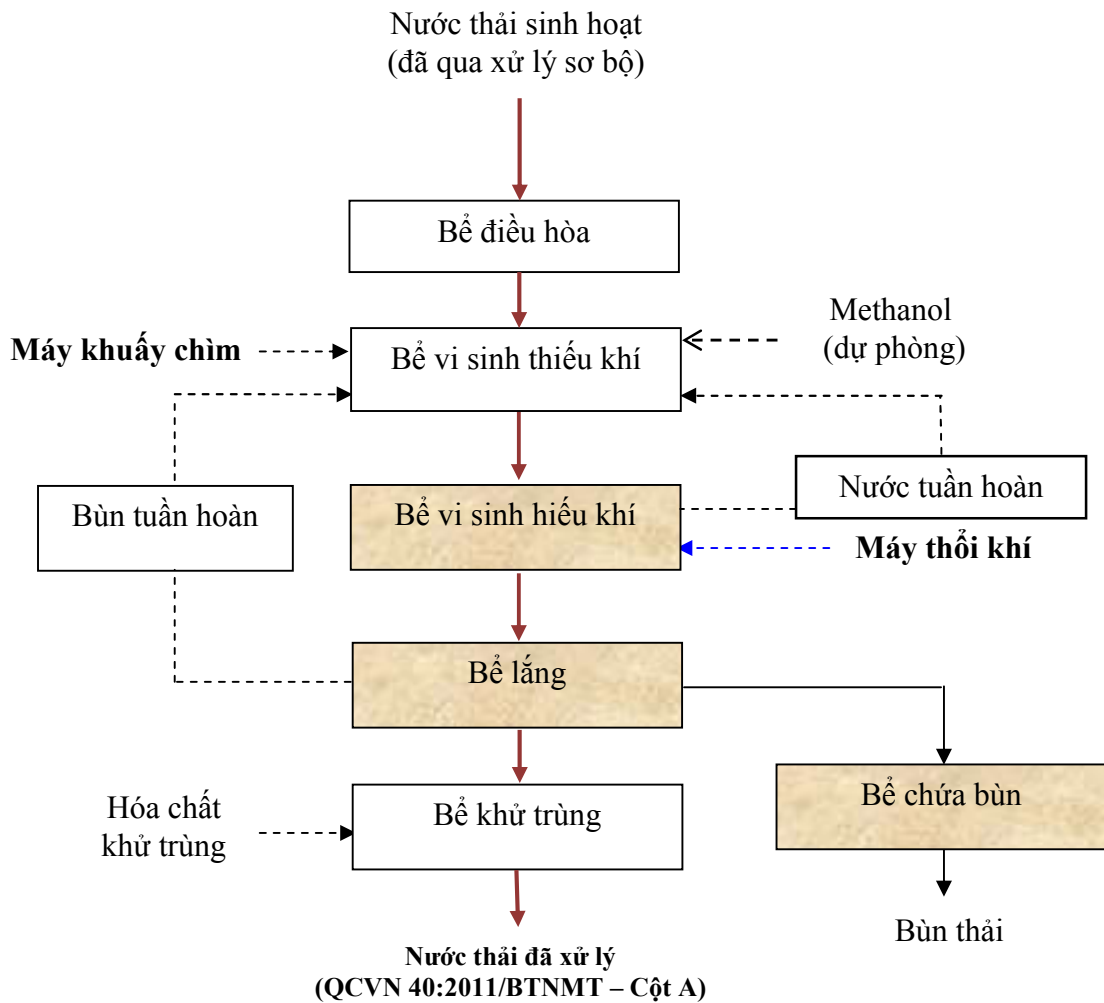 Nước thải sinh hoạt
(đã qua xử lý sơ bộ)
Bể điều hòa
Máy khuấy chìm
Bể vi sinh thiếu khí
Methanol
(dự phòng)
Bùn tuần hoàn
Bể vi sinh hiếu khí
Nước tuần hoàn
Máy thổi khí
Bể lắng
Hóa chất
khử trùng
Bể khử trùng
Bể chứa bùn
Bùn thải
Nước thải đã xử lý
(QCVN 40:2011/BTNMT – Cột A)